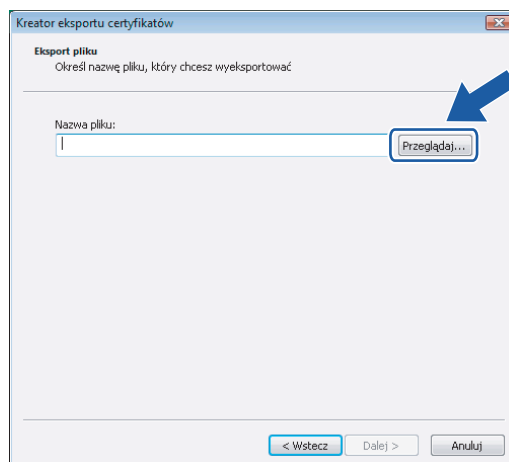 Kreator eksportu certyfikatów
Eksport pliku
Określ nazwę pliku, który chcesz wyeksportować
Nazwa pliku:
Przeglądaj...
< Wstecz
Dalej >
Anuluj